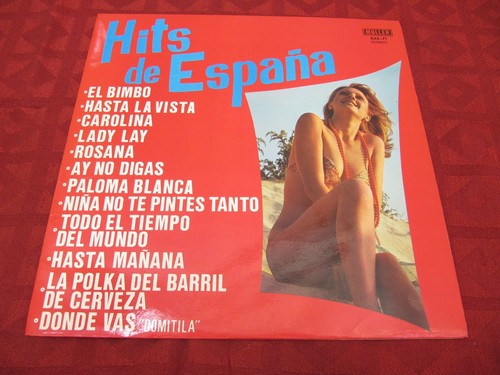 Hits
de España
MULLER
·EL BIMBO
·HASTA LA VISTA
·CAROLINA
·LADY LAY
·ROSANA
·AY NO DIGAS
·PALOMA BLANCA
·NIÑA NO TE PINTES TANTO
·TODO EL TIEMPO
DEL MUNDO
·HASTA MAÑANA
·LA POLKA DEL BARRIL
DE CERVEZA
·DONDE VAS "DOMITILA"